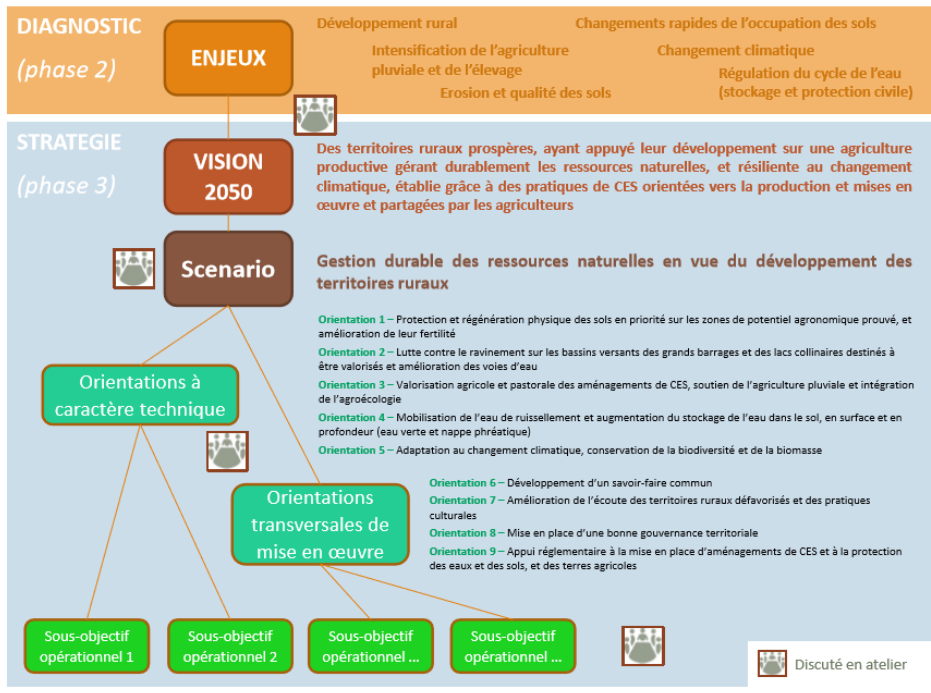 DIAGNOSTIC
(phase 2)
ENJEUX
Développement rural
Changements rapides de l'occupation des sols
Intensification de l'agriculture
pluviale et de l'élevage
Changement climatique
Régulation du cycle de l'eau
(stockage et protection civile)
Erosion et qualité des sols
STRATEGIE
(phase 3)
VISION
2050
Des territoires ruraux prospères, ayant appuyé leur développement sur une agriculture
productive gérant durablement les ressources naturelles, et résiliente au changement
climatique, établie grâce à des pratiques de CES orientées vers la production et mises en
œuvre et partagées par les agriculteurs
Scenario
Gestion durable des ressources naturelles en vue du développement des
territoires ruraux
Orientation 1 – Protection et régénération physique des sols en priorité sur les zones de potentiel agronomique prouvé, et
amélioration de leur fertilité
Orientation 2 – Lutte contre le ravinement sur les bassins versants des grands barrages et des lacs collinaires destinés à
être valorisés et amélioration des voies d'eau
Orientation 3 – Valorisation agricole et pastorale des aménagements de CES, soutien de l'agriculture pluviale et intégration
de l'agroécologie
Orientation 4 – Mobilisation de l'eau de ruissellement et augmentation du stockage de l'eau dans le sol, en surface et en
profondeur (eau verte et nappe phréatique)
Orientation 5 – Adaptation au changement climatique, conservation de la biodiversité et de la biomasse
Orientations à
caractère technique
Orientations
transversales de
mise en œuvre
Orientation 6 – Développement d'un savoir-faire commun
Orientation 7 – Amélioration de l'écoute des territoires ruraux défavorisés et des pratiques
culturales
Orientation 8 – Mise en place d'une bonne gouvernance territoriale
Orientation 9 – Appui réglementaire à la mise en place d'aménagements de CES et à la protection
des eaux et des sols, et des terres agricoles
Sous-objectif
opérationnel 1
Sous-objectif
opérationnel 2
Sous-objectif
opérationnel ...
Sous-objectif
opérationnel ...
Discuté en atelier